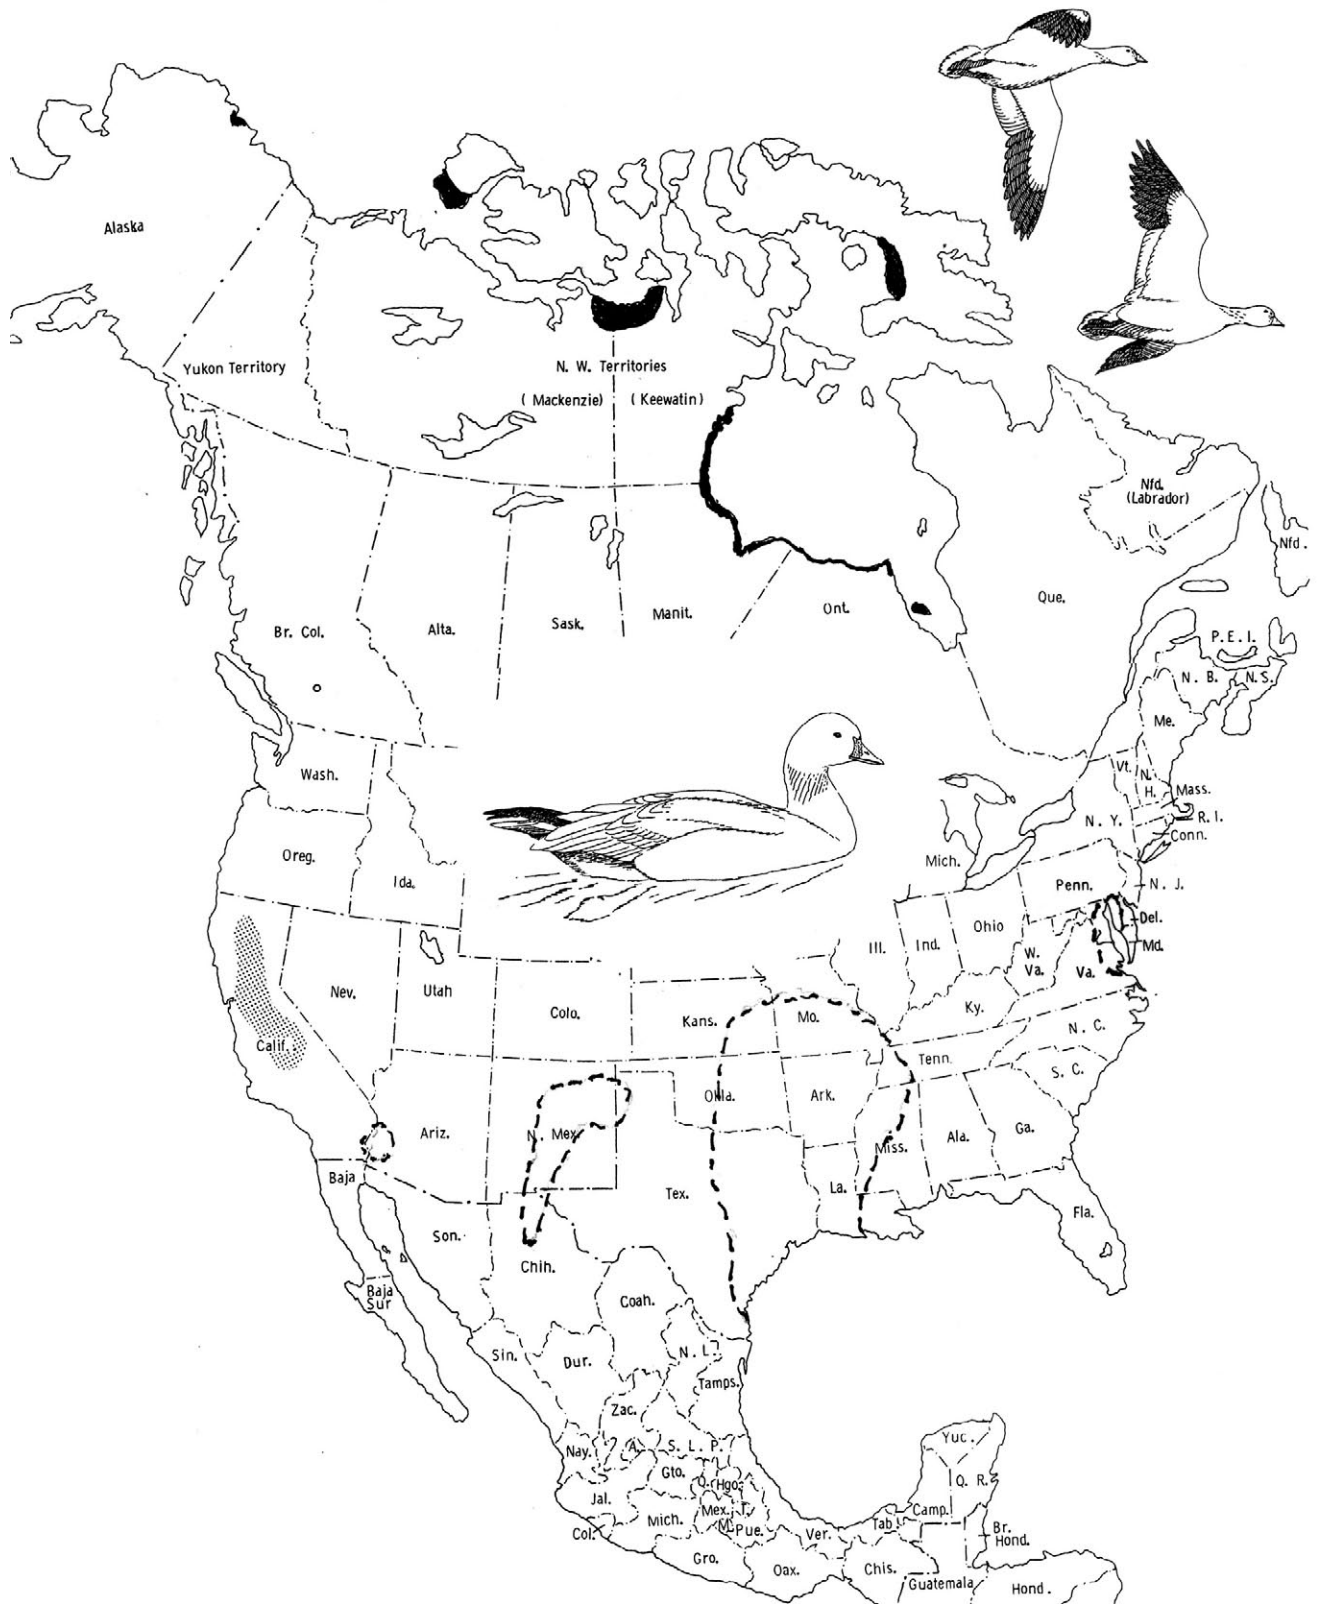 Alaska
Yukon Territory
N. W. Territories
( Mackenzie)
( Keewatin)
Nfd.
(Labrador)
Nfd.
Br. Col.
Alta.
Sask.
Manit.
Ont.
Que.
P.E.I.
N. B.
N.S.
Me.
Wash.
Vt.
N.
H.
Mass.
R.I.
Conn.
N. Y.
Oreg.
Ida.
Mich.
Penn.
N. J.
Ohio
Del.
Md.
Ill.
Ind.
W.
Va.
Va.
Nev.
Utah
Colo.
Kans.
Mo.
Ky.
N. C.
Calif.
Tenn.
S. C.
Okla.
Ark.
Ariz.
N. Mex.
Miss.
Ala.
Ga.
Baja
Tex.
La.
Fla.
Son.
Chih.
Baja
Sur
Coah.
Sin.
Dur.
N. L.
Tamps.
Zac.
Nay.
A.
S. L. P.
Yuc.
Gto.
Q.
Hgo.
Q. R.
Jal.
Mex.
T.
Camp.
Mich.
M.
Pue.
Col.
Ver.
Tab.
Br.
Hond.
Gro.
Oax.
Chis.
Guatemala
Hond.